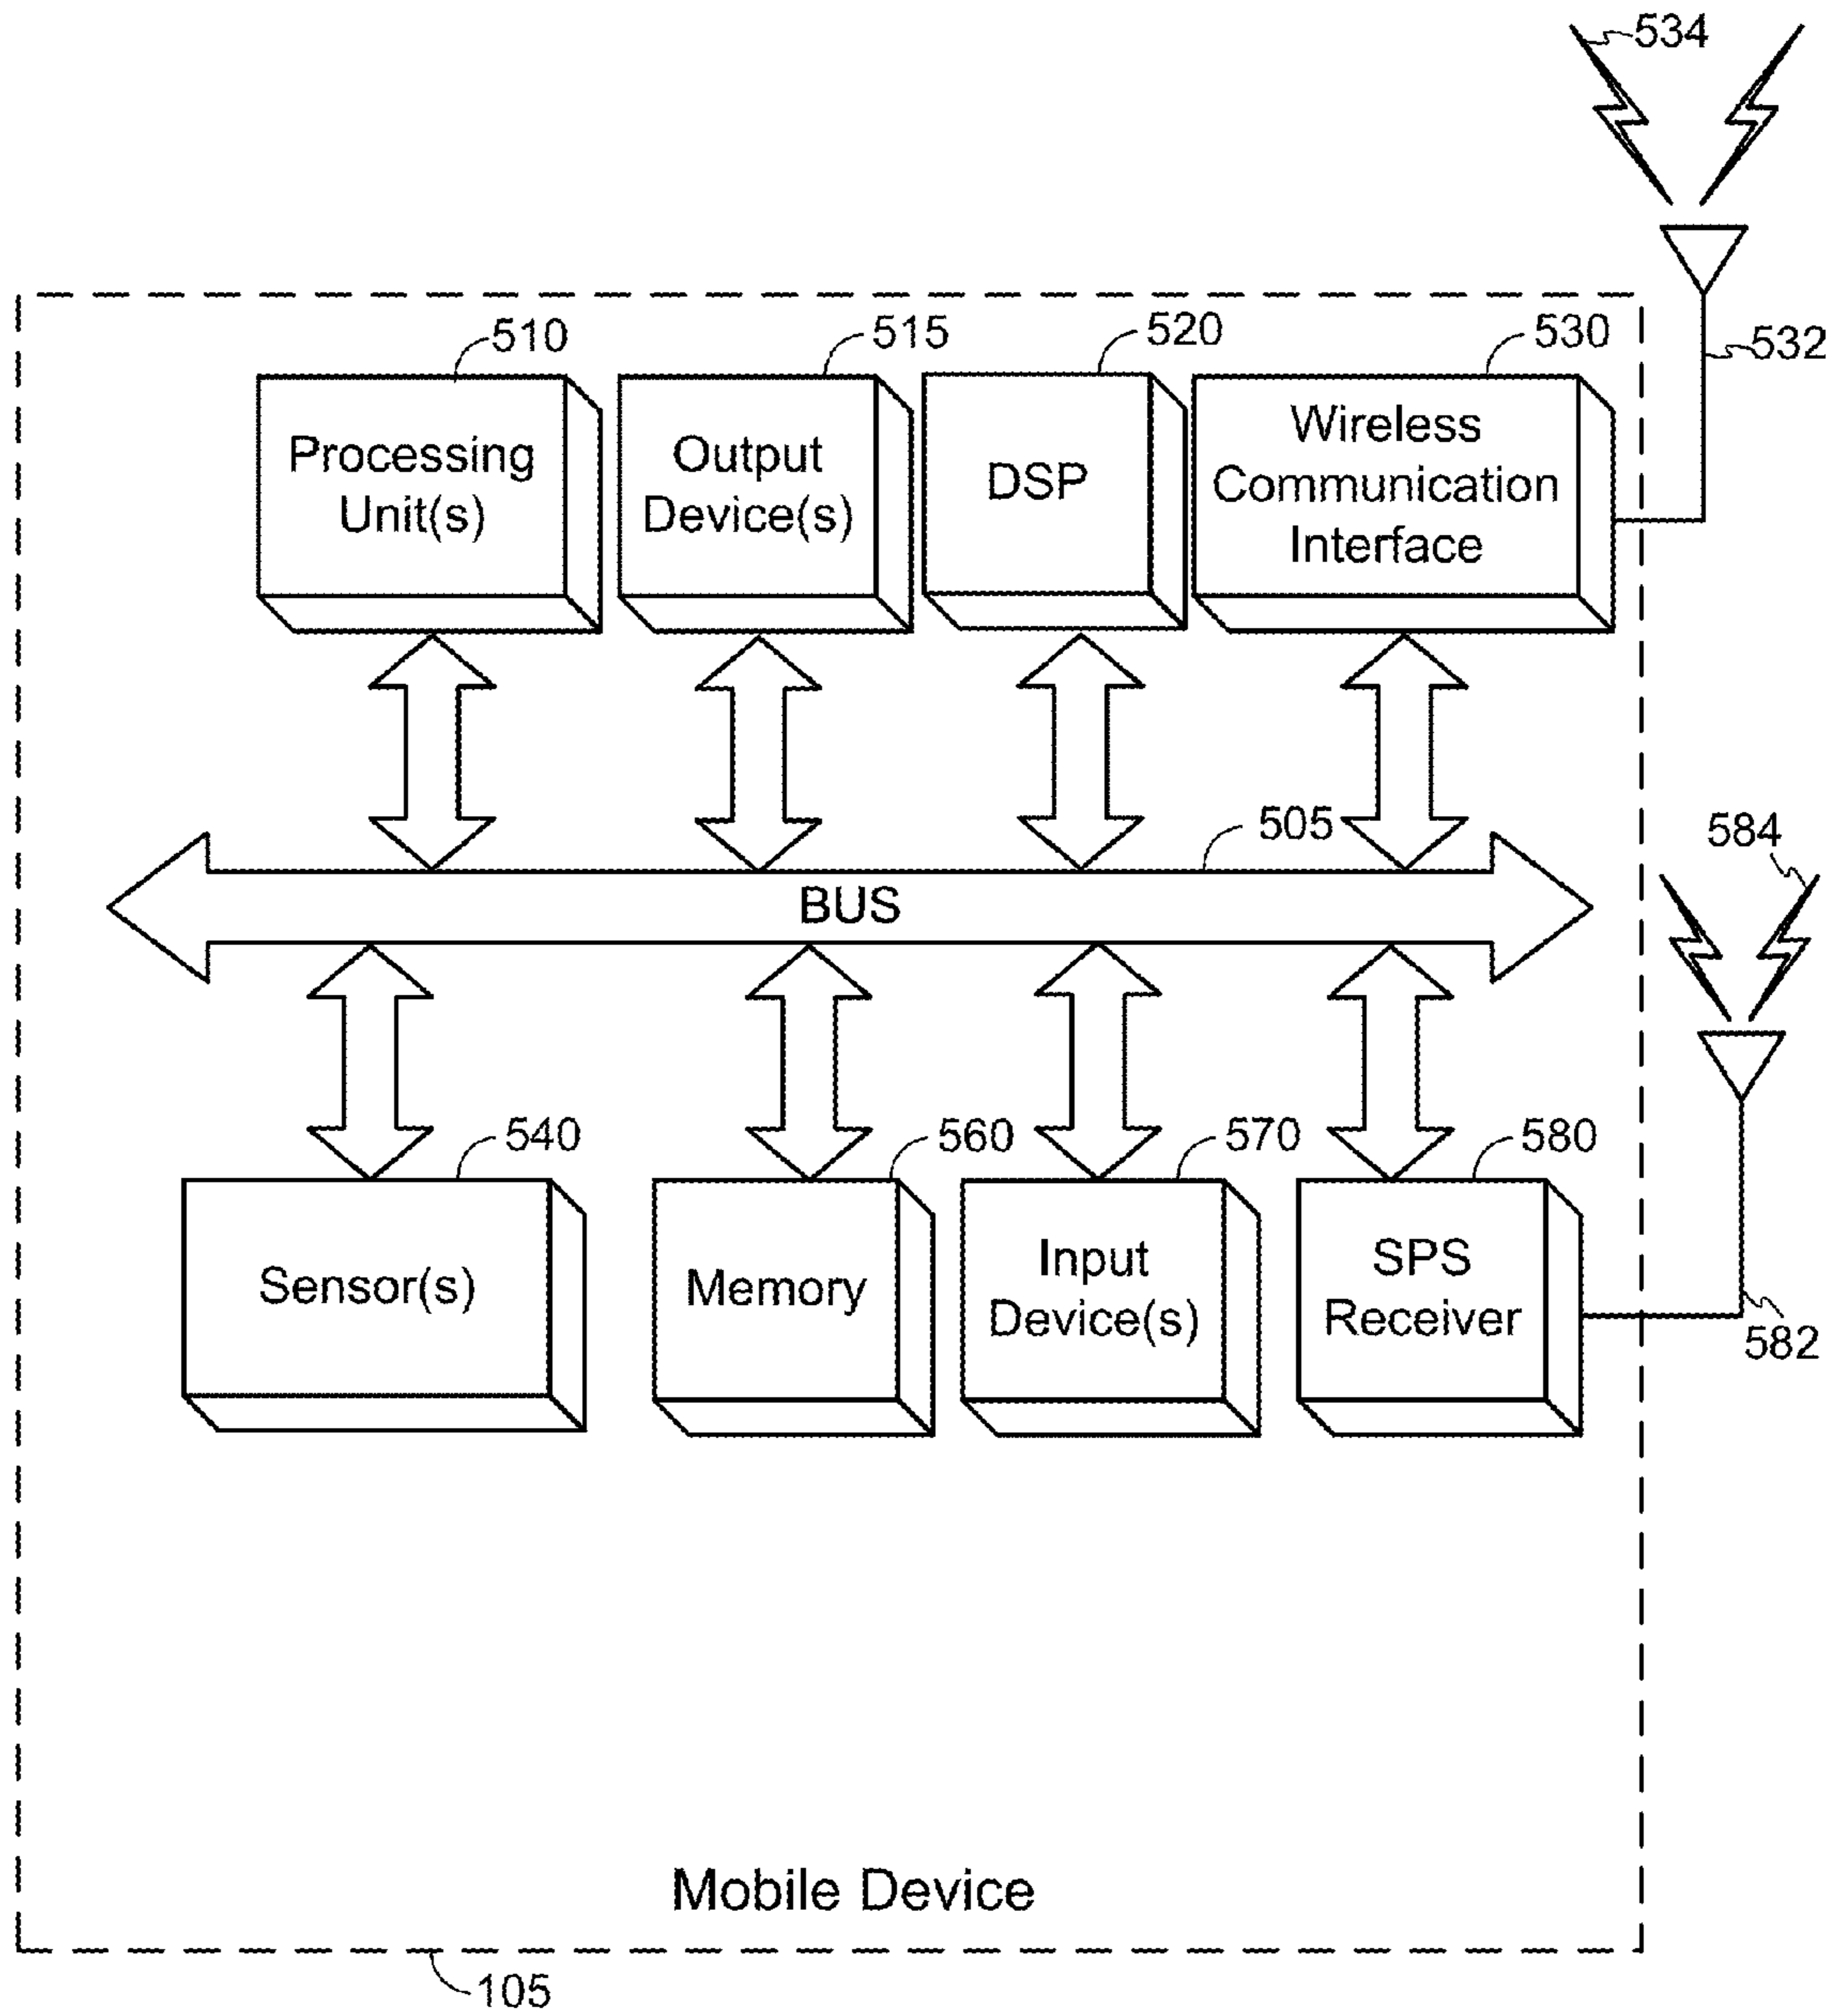 534
532
510
515
520
530
Processing
Unit(s)
Output
Device(s)
DSP
Wireless
Communication
Interface
505
BUS
584
540
560
570
580
Sensor(s)
Memory
Input
Device(s)
SPS
Receiver
582
Mobile Device
105